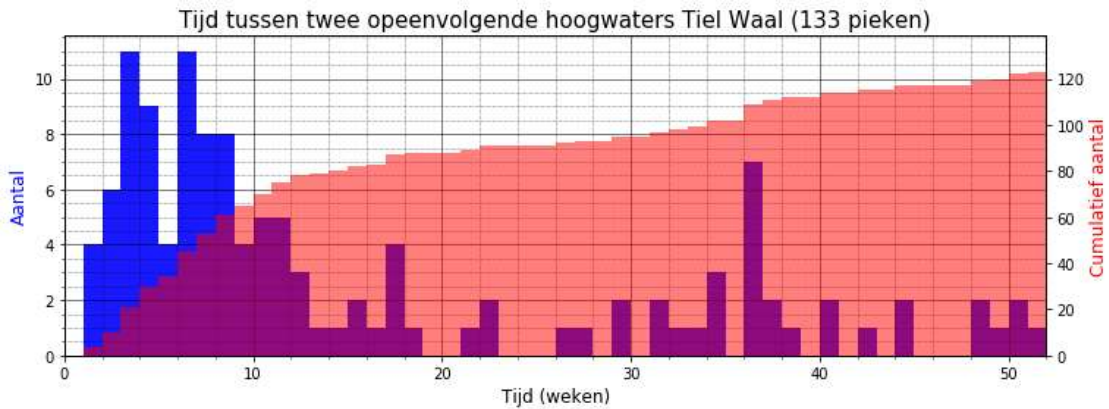 Tijd tussen twee opeenvolgende hoogwaters Tiel Waal (133 pieken)
Aantal
10
8
6
4
2
0
120
100
80
60
40
20
0
Cumulatief aantal
0 10 20 30 40 50
Tijd (weken)